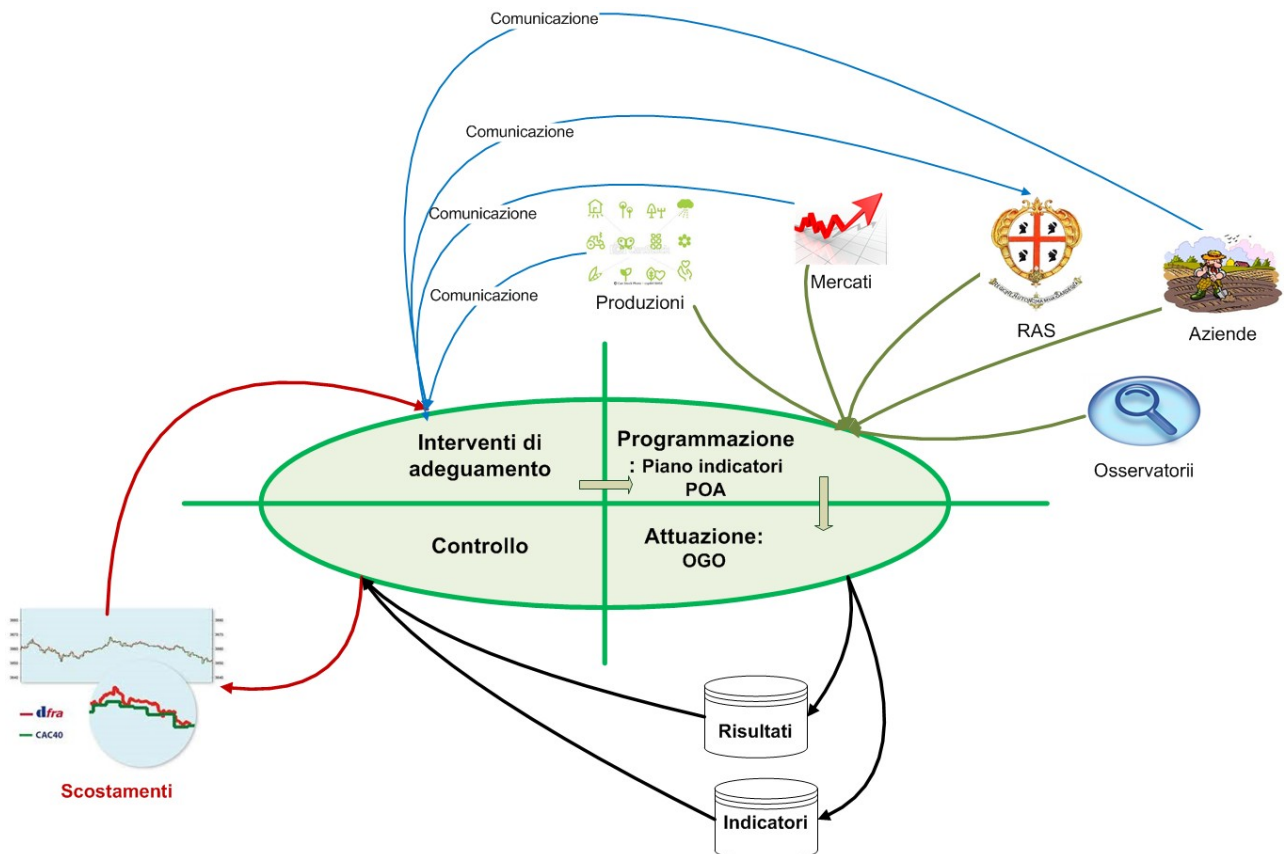 Comunicazione
Comunicazione
Comunicazione
Comunicazione
Produzioni
Mercati
RAS
Aziende
Osservatorii
Interventi di
adeguamento
Programmazione
: Piano indicatori
POA
Controllo
Attuazione:
OGO
dfra
CAC40
Scostamenti
Risultati
Indicatori